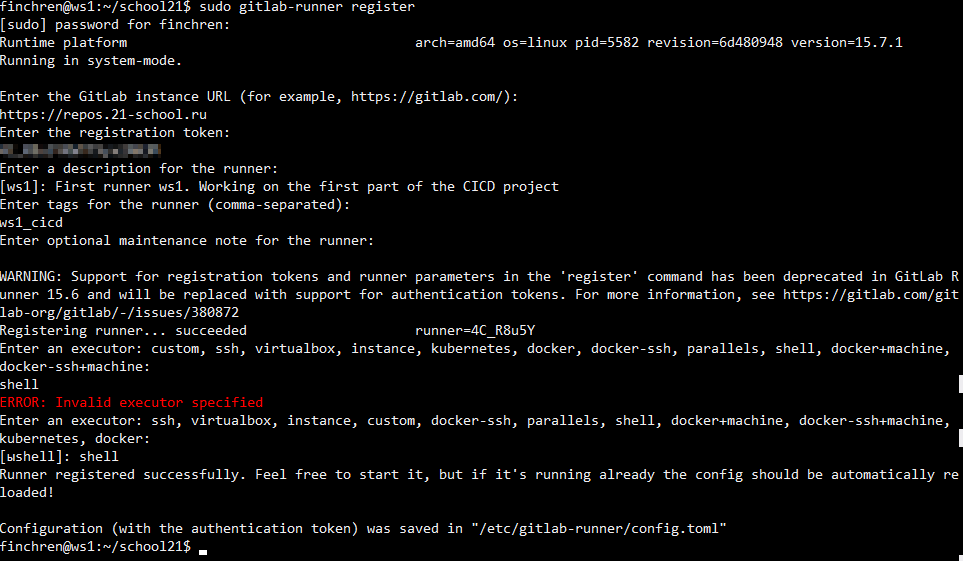 finchren@ws1:~/school21$ sudo gitlab-runner register
[sudo] password for finchren:
Runtime platform                                    arch=amd64 os=linux pid=5582 revision=6d480948 version=15.7.1
Running in system-mode.

Enter the GitLab instance URL (for example, https://gitlab.com/):
https://repos.21-school.ru
Enter the registration token:
Enter a description for the runner:
[ws1]: First runner ws1. Working on the first part of the CICD project
Enter tags for the runner (comma-separated):
ws1_cicd
Enter optional maintenance note for the runner:

WARNING: Support for registration tokens and runner parameters in the 'register' command has been deprecated in GitLab R
unner 15.6 and will be replaced with support for authentication tokens. For more information, see https://gitlab.com/git
lab-org/gitlab/-/issues/380872
Registering runner... succeeded                     runner=4C_R8u5Y
Enter an executor: custom, ssh, virtualbox, instance, kubernetes, docker, docker-ssh, parallels, shell, docker+machine,
docker-ssh+machine:
shell
ERROR: Invalid executor specified
Enter an executor: ssh, virtualbox, instance, custom, docker-ssh, parallels, shell, docker+machine, docker-ssh+machine,
kubernetes, docker:
[ыshell]: shell
Runner registered successfully. Feel free to start it, but if it's running already the config should be automatically re
loaded!

Configuration (with the authentication token) was saved in "/etc/gitlab-runner/config.toml"
finchren@ws1:~/school21$